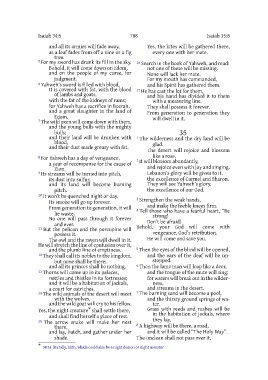 Isaiah 34:5
788
Isaiah 35:8
and all its armies will fade away,
as a leaf fades from off a vine or a fig
tree.
5 For my sword has drunk its fill in the sky.
Behold, it will come down on Edom,
and on the people of my curse, for
judgment.
6 Yahweh's sword is filled with blood.
It is covered with fat, with the blood
of lambs and goats,
with the fat of the kidneys of rams;
for Yahweh has a sacrifice in Bozrah,
and a great slaughter in the land of
Edom.
7 The wild oxen will come down with them,
and the young bulls with the mighty
bulls;
and their land will be drunken with
blood,
and their dust made greasy with fat.
8 For Yahweh has a day of vengeance,
a year of recompense for the cause of
Zion.
9 Its streams will be turned into pitch,
its dust into sulfur,
and its land will become burning
pitch.
10 It won't be quenched night or day.
Its smoke will go up forever.
From generation to generation, it will
lie waste.
No one will pass through it forever
and ever.
11 But the pelican and the porcupine will
possess it.
The owl and the raven will dwell in it.
He will stretch the line of confusion over it,
and the plumb line of emptiness.
12 They shall call its nobles to the kingdom,
but none shall be there;
and all its princes shall be nothing.
13 Thorns will come up in its palaces,
nettles and thistles in its fortresses;
and it will be a habitation of jackals,
a court for ostriches.
14 The wild animals of the desert will meet
with the wolves,
and the wild goat will cry to his fellow.
Yes, the night creature* shall settle there,
and shall find herself a place of rest.
15 The arrow snake will make her nest
there,
and lay, hatch, and gather under her
shade.
Yes, the kites will be gathered there,
every one with her mate.
16 Search in the book of Yahweh, and read:
not one of these will be missing.
None will lack her mate.
For my mouth has commanded,
and his Spirit has gathered them.
17 He has cast the lot for them,
and his hand has divided it to them
with a measuring line.
They shall possess it forever.
From generation to generation they
will dwell in it.
35
1 The wilderness and the dry land will be
glad.
The desert will rejoice and blossom
like a rose.
2 It will blossom abundantly,
and rejoice even with joy and singing.
Lebanon's glory will be given to it,
the excellence of Carmel and Sharon.
They will see Yahweh's glory,
the excellence of our God.
3 Strengthen the weak hands,
and make the feeble knees firm.
4 Tell those who have a fearful heart, "Be
strong!
Don't be afraid!
Behold, your God will come with
vengeance, God's retribution.
He will come and save you.
5 Then the eyes of the blind will be opened,
and the ears of the deaf will be un-
stopped.
6 Then the lame man will leap like a deer,
and the tongue of the mute will sing;
for waters will break out in the wilder-
ness,
and streams in the desert.
7 The burning sand will become a pool,
and the thirsty ground springs of wa-
ter.
Grass with reeds and rushes will be
in the habitation of jackals, where
they lay.
8 A highway will be there, a road,
and it will be called "The Holy Way".
The unclean shall not pass over it,